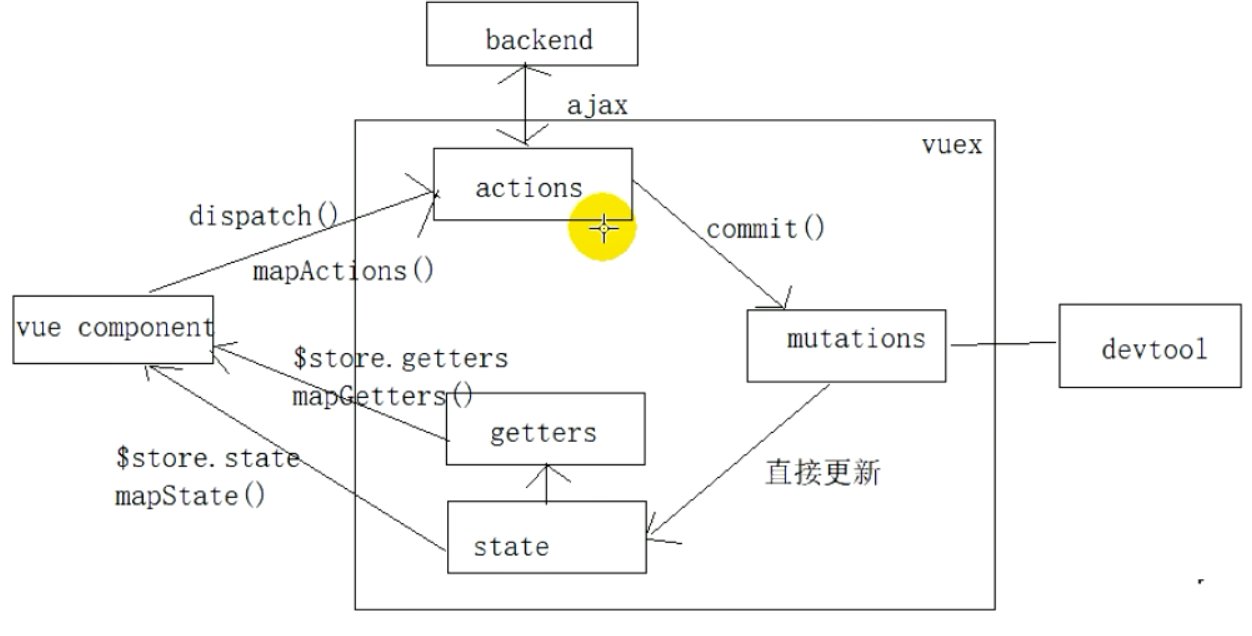 backend
ajax
vuex
actions
dispatch()
commit()
mapActions()
vue component
mutations
devtool
$store.getters
mapGetters()
getters
$store.state
mapState()
直接更新
state